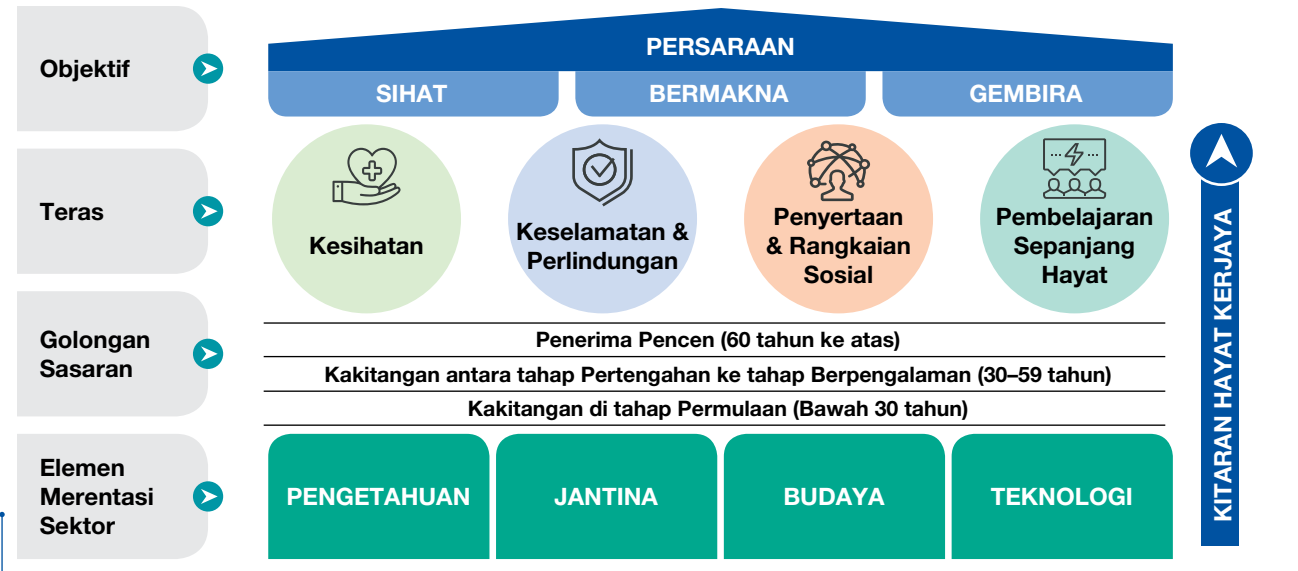 Objektif
PERSARAAN
SIHAT
BERMAKNA
GEMBIRA
Teras
Kesihatan
Keselamatan &
Perlindungan
Penyertaan
& Rangkaian
Sosial
Pembelajaran
Sepanjang
Hayat
Golongan
Sasaran
Penerima Pencen (60 tahun ke atas)
Kakitangan antara tahap Pertengahan ke tahap Berpengalaman (30–59 tahun)
Kakitangan di tahap Permulaan (Bawah 30 tahun)
Elemen
Merentasi
Sektor
PENGETAHUAN
JANTINA
BUDAYA
TEKNOLOGI
KITARAN HAYAT KERJAYA